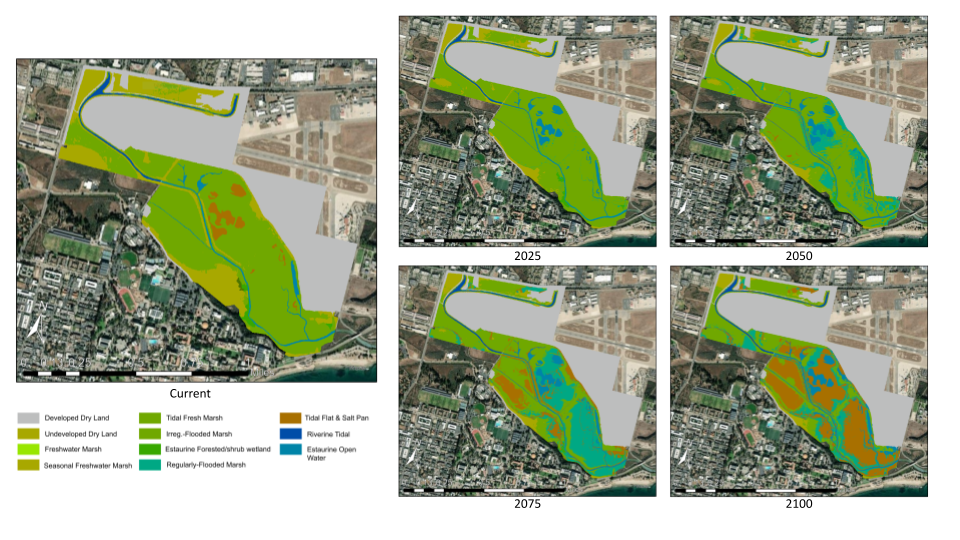 2025
2050
Current
2075
2100
Developed Dry Land
Undeveloped Dry Land
Freshwater Marsh
Seasonal Freshwater Marsh
Tidal Fresh Marsh
Irreg.-Flooded Marsh
Estaurine Forested/shrub wetland
Regularly-Flooded Marsh
Tidal Flat & Salt Pan
Riverine Tidal
Estaurine Open
Water